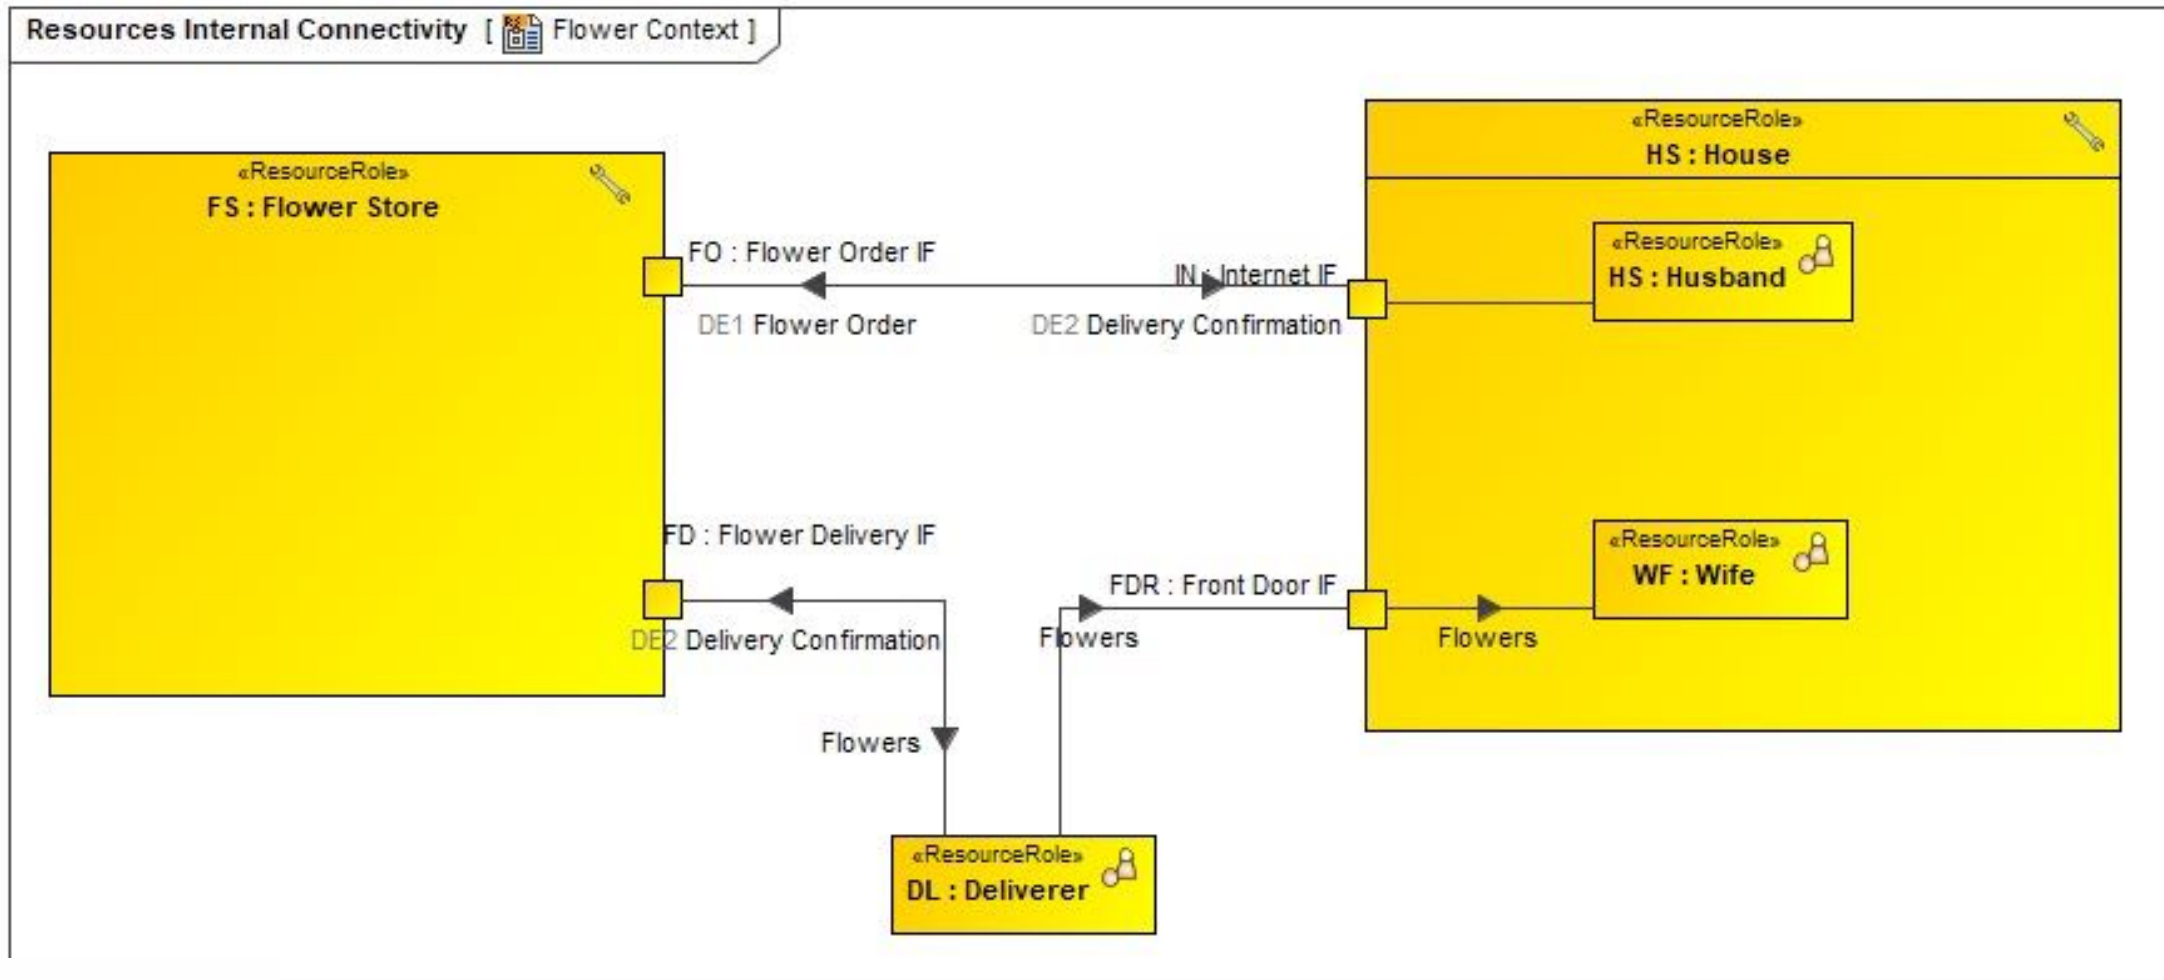 Resources Internal Connectivity [ Flower Context ]
«ResourceRole»
FS : Flower Store
«ResourceRole»
HS : House
FO : Flower Order IF
IN : Internet IF
«ResourceRole»
HS : Husband
DE1 Flower Order
DE2 Delivery Confirmation
FD : Flower Delivery IF
FDR : Front Door IF
«ResourceRole»
WF : Wife
DE2 Delivery Confirmation
Flowers
Flowers
Flowers
«ResourceRole»
DL : Deliverer